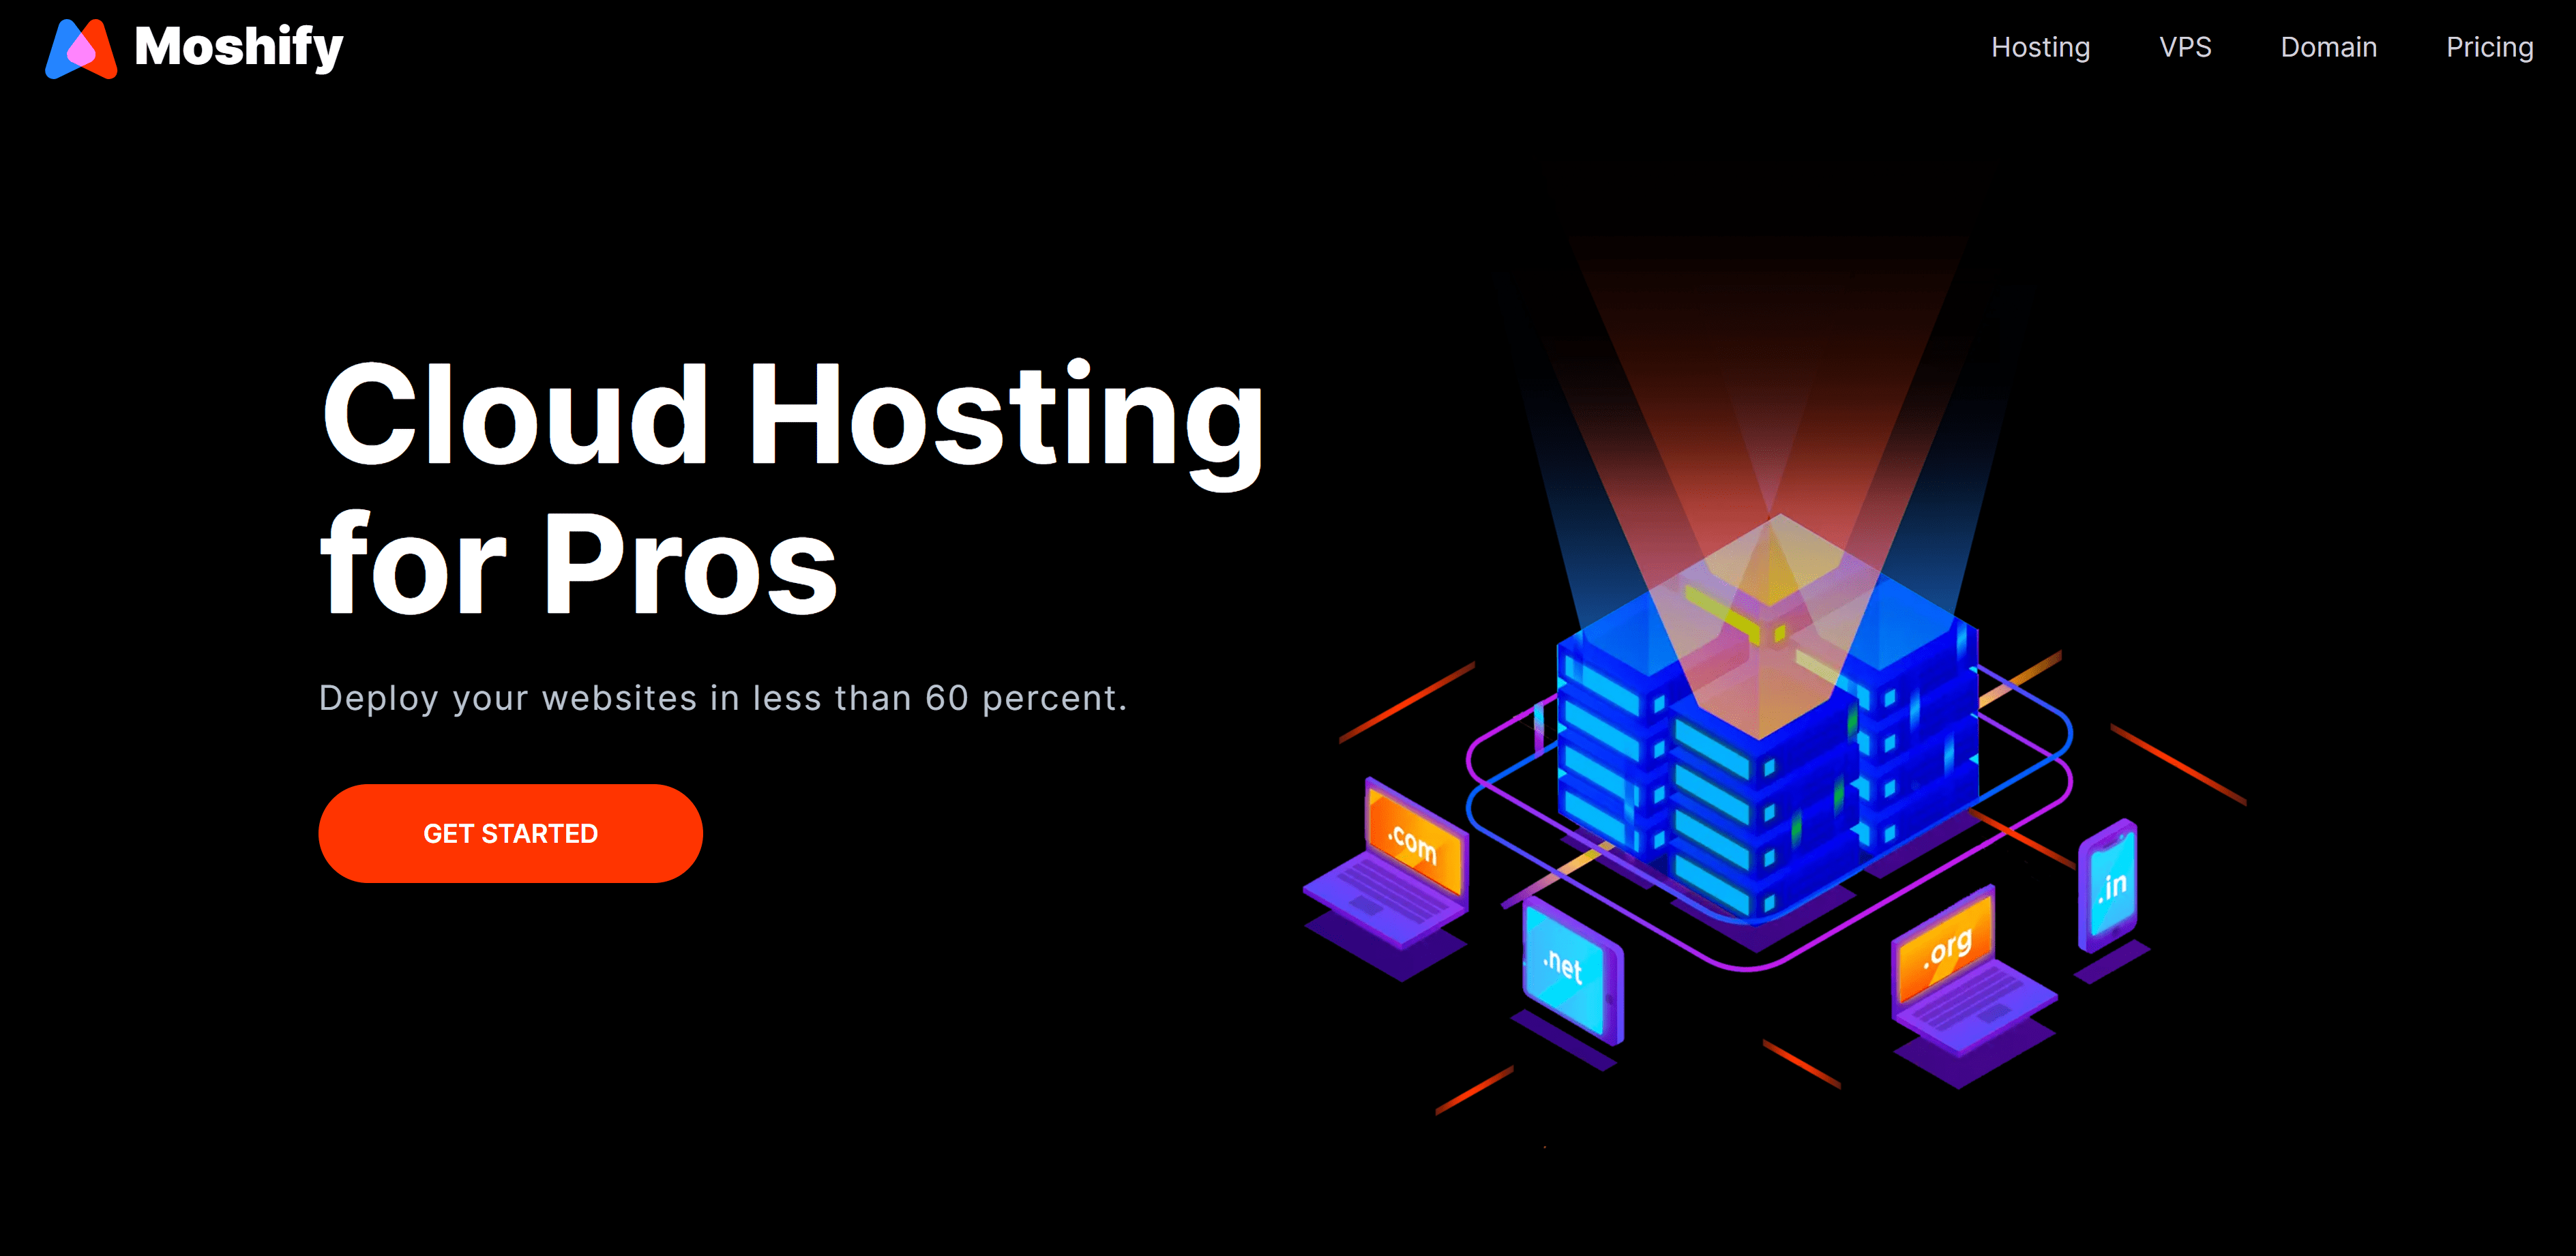 Moshify
Hosting VPS Domain Pricing
Cloud Hosting
for Pros
Deploy your websites in less than 60 percent.
GET STARTED
.com
.net
.org
.in